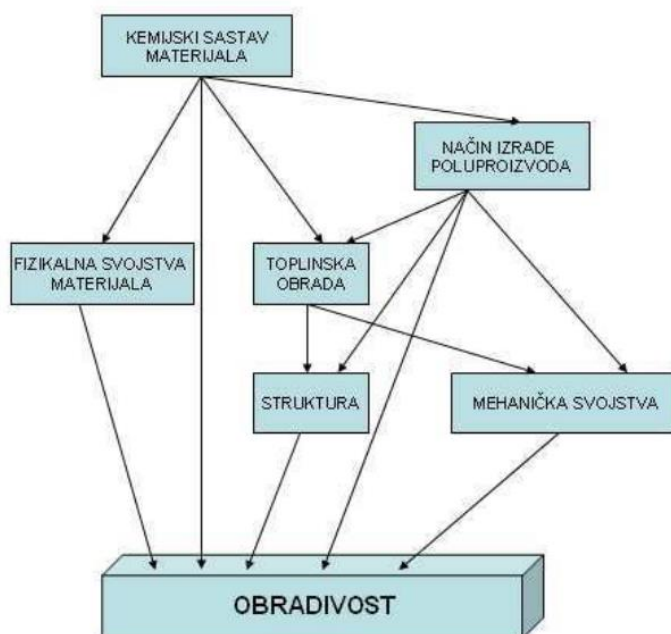 KEMIJSKI SASTAV
MATERIJALA
NAČIN IZRADE
POLUPROIZVODA
FIZIKALNA SVOJSTVA
MATERIJALA
TOPLINSKA
OBRADA
STRUKTURA
MEHANIČKA SVOJSTVA
OBRADIVOST